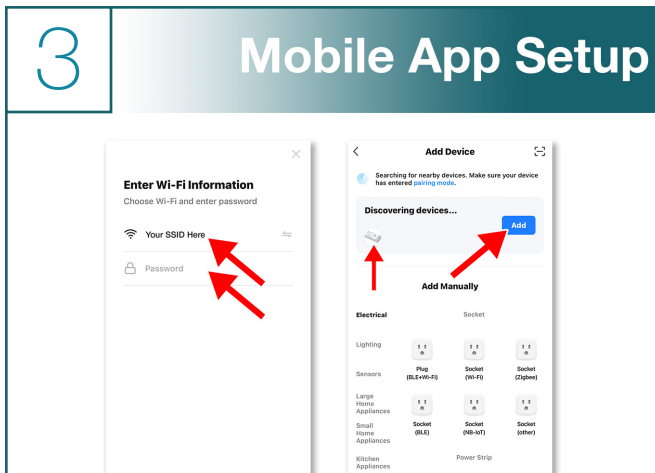 3
Mobile App Setup
Enter Wi-Fi Information
Choose Wi-Fi and enter password
Your SSID Here
Password
Add Device
Searching for nearby devices. Make sure your device
has entered pairing mode.
Discovering devices...
Add
Add Manually
Electrical
Socket
Lighting
Sensors
Plug
(BLE+Wi-Fi)
Socket
(Wi-Fi)
Socket
(Zigbee)
Large
Home
Appliances
Small
Home
Appliances
Socket
(BLE)
Socket
(NB-IoT)
Socket
(other)
Kitchen
Appliances
Power Strip